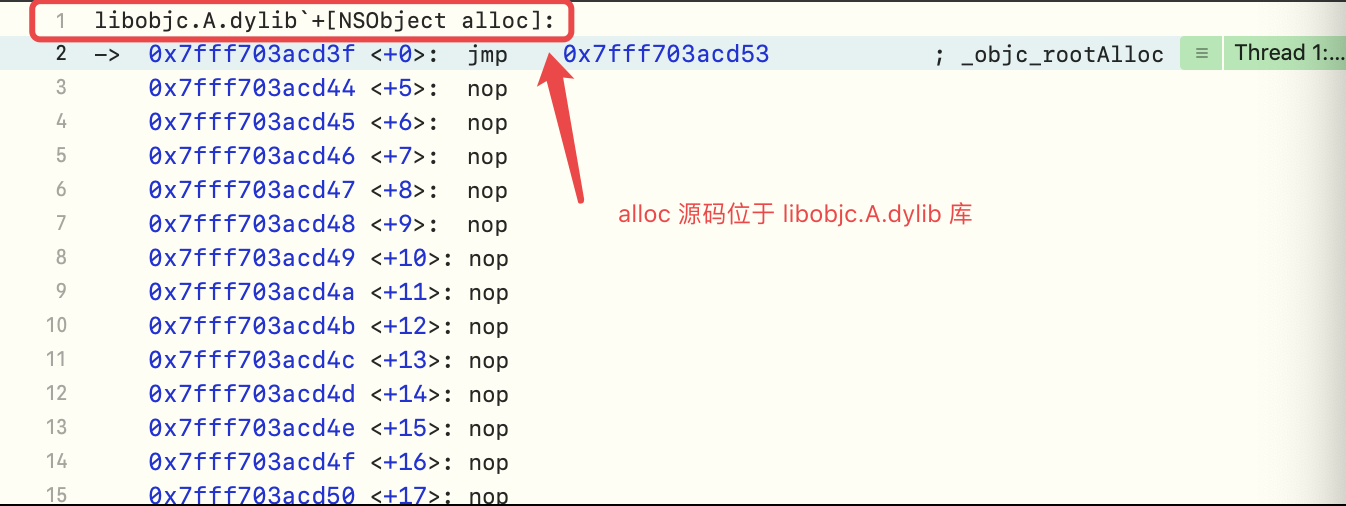 1 libobjc.A.dylib`+[NSObject alloc]:
2 -> 0x7fff703acd3f <+0>: jmp 0x7fff703acd53 ; _objc_rootAlloc ≡ Thread 1:...
3 0x7fff703acd44 <+5>: nop
4 0x7fff703acd45 <+6>: nop
5 0x7fff703acd46 <+7>: nop
6 0x7fff703acd47 <+8>: nop
7 0x7fff703acd48 <+9>: nop
alloc 源码位于 libobjc.A.dylib 库
8 0x7fff703acd49 <+10>: nop
9 0x7fff703acd4a <+11>: nop
10 0x7fff703acd4b <+12>: nop
11 0x7fff703acd4c <+13>: nop
12 0x7fff703acd4d <+14>: nop
13 0x7fff703acd4e <+15>: nop
14 0x7fff703acd4f <+16>: nop
15 0x7fff703acd50 <+17>: nop